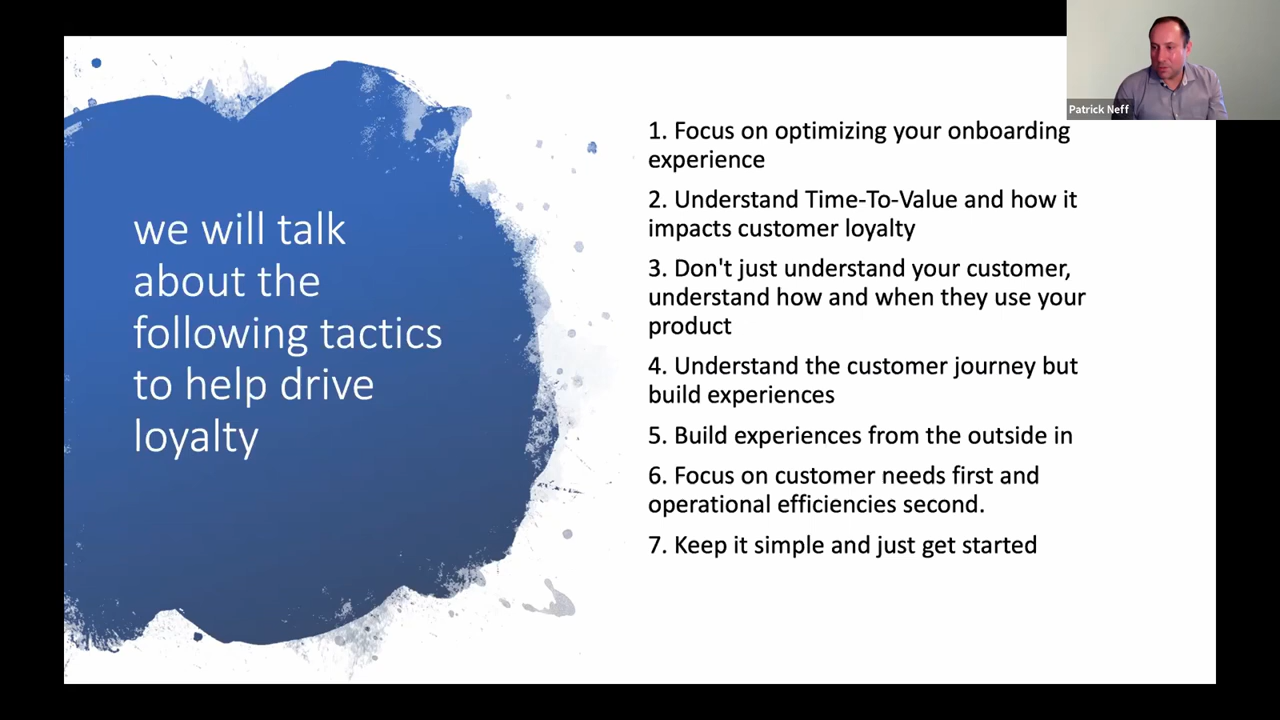 we will talk
about the
following tactics
to help drive
loyalty
1. Focus on optimizing your onboarding
experience
2. Understand Time-To-Value and how it
impacts customer loyalty
3. Don't just understand your customer,
understand how and when they use your
product
4. Understand the customer journey but
build experiences
5. Build experiences from the outside in
6. Focus on customer needs first and
operational efficiencies second.
7. Keep it simple and just get started
Patrick Neff